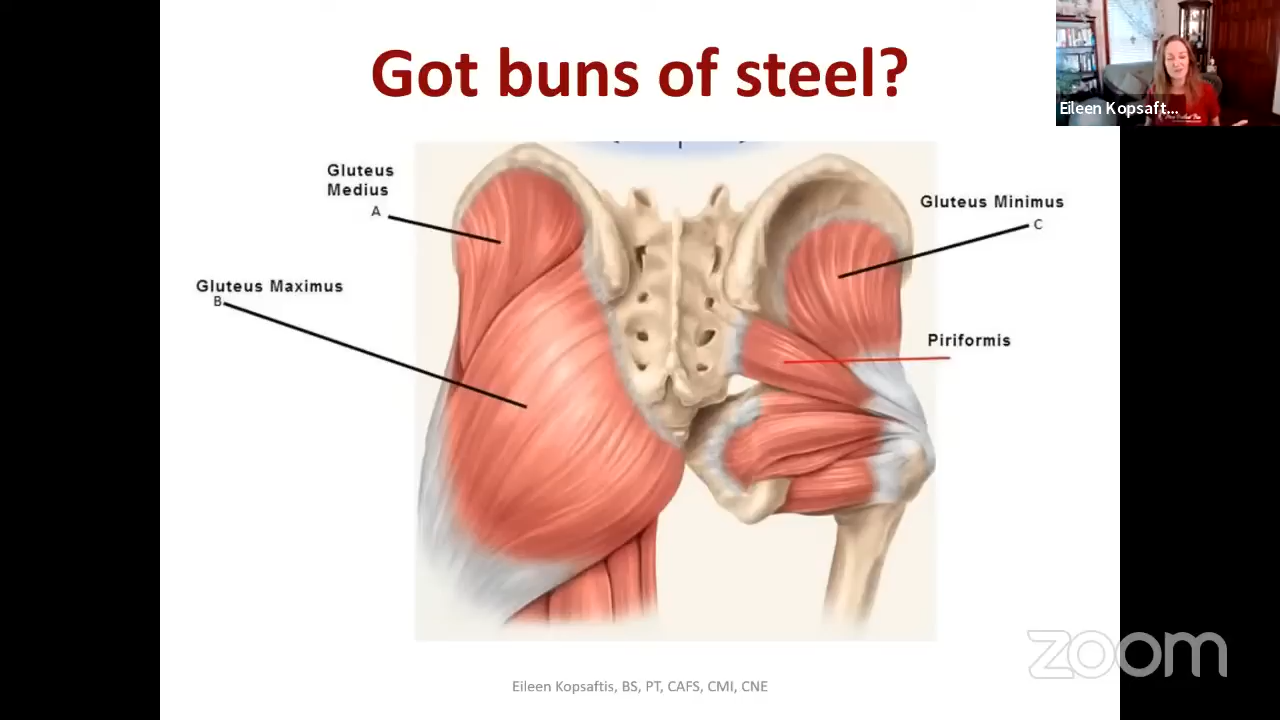 Got buns of steel?
Eileen Kopsaft...
Gluteus
Medius
A
Gluteus Minimus
C
Gluteus Maximus
B
Piriformis
Eileen Kopsaftis, BS, PT, CAFS, CMI, CNE
zoom